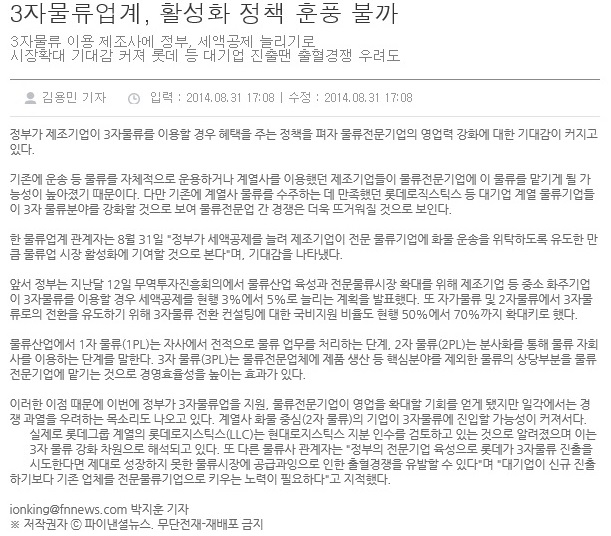 3자물류업계, 활성화 정책 훈풍 불까
3자물류 이용 제조사에 정부, 세액공제 늘리기로
시장확대 기대감 커져 롯데 등 대기업 진출땐 출혈경쟁 우려도
김용민 기자 입력 : 2014.08.31 17:08 | 수정 : 2014.08.31 17:08
정부가 제조기업이 3자물류를 이용할 경우 혜택을 주는 정책을 펴자 물류전문기업의 영업력 강화에 대한 기대감이 커지고
있다.
기존에 운송 등 물류를 자체적으로 운용하거나 계열사를 이용했던 제조기업들이 물류전문기업에 이 물류를 맡기게 될 가
능성이 높아졌기 때문이다. 다만 기존에 계열사 물류를 수주하는 데 만족했던 롯데로직스틱스 등 대기업 계열 물류기업들
이 3자 물류분야를 강화할 것으로 보여 물류전문업 간 경쟁은 더욱 뜨거워질 것으로 보인다.
한 물류업계 관계자는 8월 31일 "정부가 세액공제를 늘려 제조기업이 전문 물류기업에 화물 운송을 위탁하도록 유도한 만
큼 물류업 시장 활성화에 기여할 것으로 본다"며, 기대감을 나타냈다.
앞서 정부는 지난달 12일 무역투자진흥회의에서 물류산업 육성과 전문물류시장 확대를 위해 제조기업 등 중소 화주기업
이 3자물류를 이용할 경우 세액공제를 현행 3%에서 5%로 늘리는 계획을 발표했다. 또 자가물류 및 2자물류에서 3자물
류로의 전환을 유도하기 위해 3자물류 전환 컨설팅에 대한 국비지원 비율도 현행 50%에서 70%까지 확대키로 했다.
물류산업에서 1자 물류(1PL)는 자사에서 전적으로 물류 업무를 처리하는 단계, 2자 물류(2PL)는 분사화를 통해 물류 자회
사를 이용하는 단계를 말한다. 3자 물류(3PL)는 물류전문업체에 제품 생산 등 핵심분야를 제외한 물류의 상당부분을 물류
전문기업에 맡기는 것으로 경영효율성을 높이는 효과가 있다.
이러한 이점 때문에 이번에 정부가 3자물류업을 지원, 물류전문기업이 영업을 확대할 기회를 얻게 됐지만 일각에서는 경
쟁 과열을 우려하는 목소리도 나오고 있다. 계열사 화물 중심(2자 물류)의 기업이 3자물류에 진입할 가능성이 커져서다.
실제로 롯데그룹 계열의 롯데로지스틱스(LLC)는 현대로지스틱스 지분 인수를 검토하고 있는 것으로 알려졌으며 이는
3자 물류 강화 차원으로 해석되고 있다. 또 다른 물류사 관계자는 "정부의 전문기업 육성으로 롯데가 3자물류 진출을
시도한다면 제대로 성장하지 못한 물류시장에 공급과잉으로 인한 출혈경쟁을 유발할 수 있다"며 "대기업이 신규 진출
하기보다 기존 업체를 전문물류기업으로 키우는 노력이 필요하다"고 지적했다.
ionking@fnnews.com 박지훈 기자
※ 저작권자 ⓒ 파이낸셜뉴스. 무단전재-재배포 금지